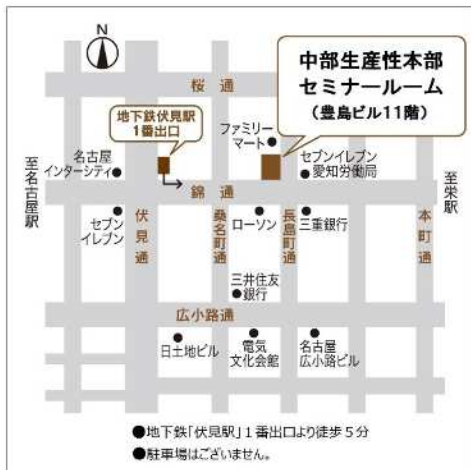 N
中部生産性本部
セミナールーム
(豊島ビル11階)
桜通
地下鉄伏見駅
1番出口
ファミリー
マート
名古屋
インターシティ
セブンイレブン
愛知労働局
至名古屋駅
至栄駅
錦通
セブン
イレブン
伏見通
桑名町通
ローソン
長島町通
三重銀行
本町通
三井住友
銀行
広小路通
日土地ビル
電気
文化会館
名古屋
広小路ビル
●地下鉄「伏見駅」1番出口より徒歩5分
●駐車場はございません。